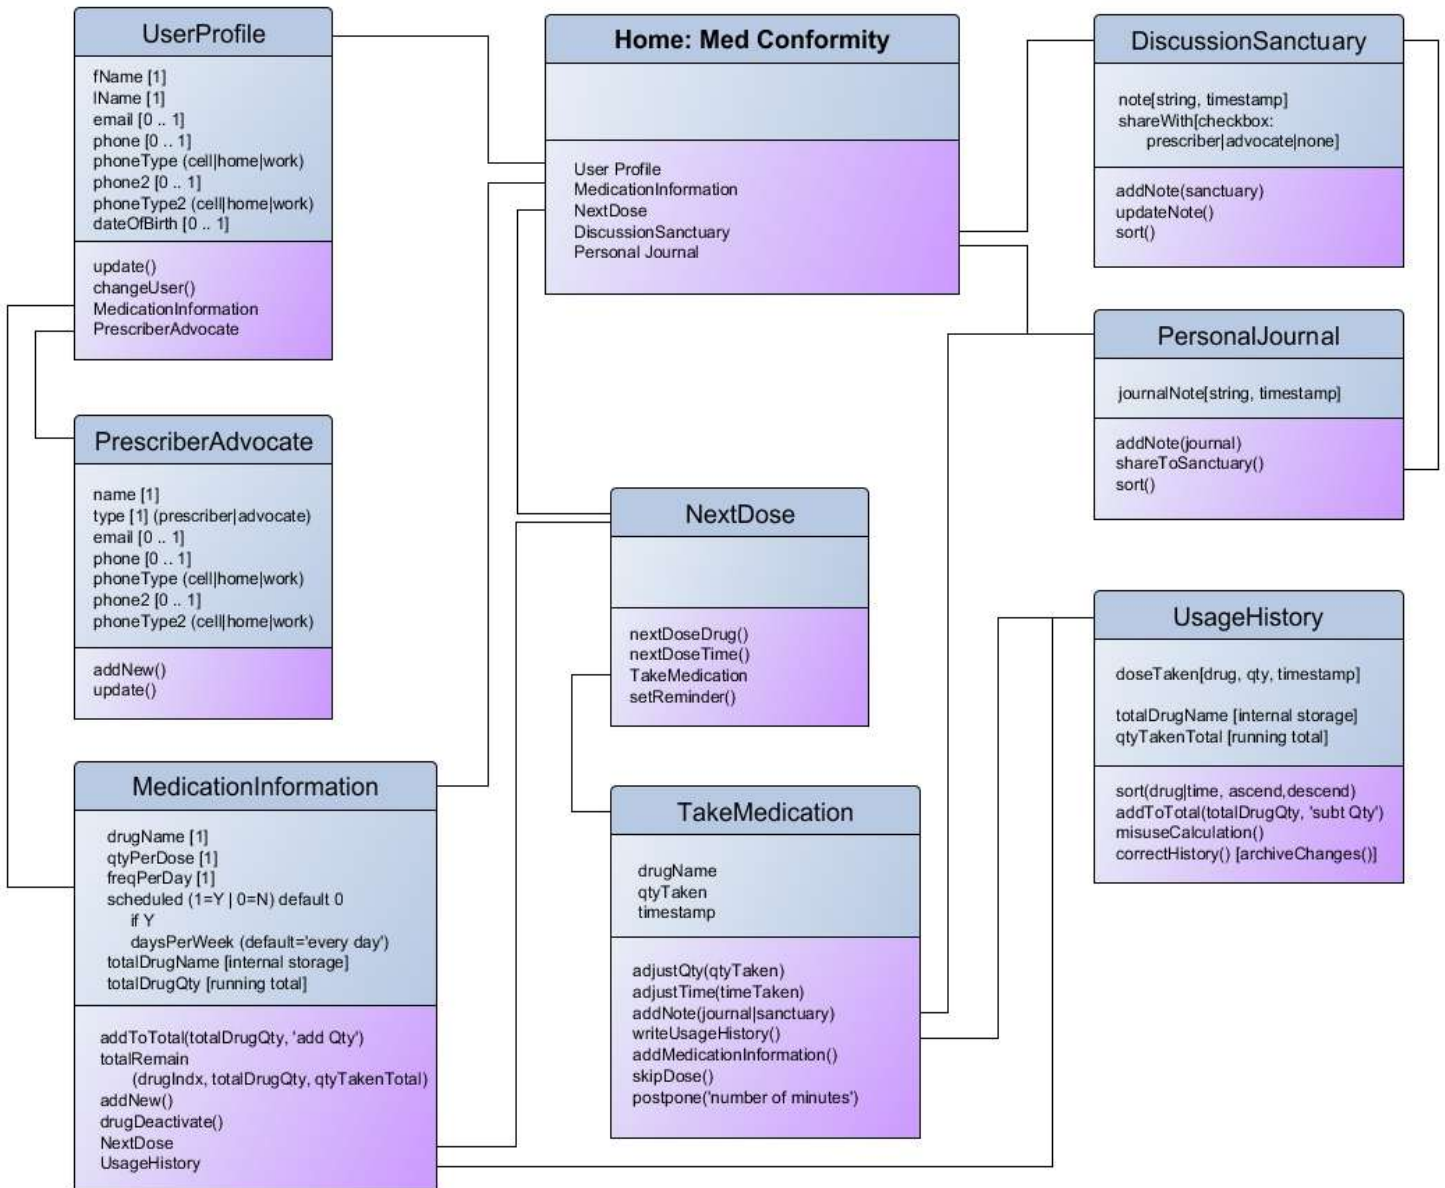 UserProfile
fName [1]
lName [1]
email [0 .. 1]
phone [0 .. 1]
phoneType (cell|home|work)
phone2 [0 .. 1]
phoneType2 (cell|home|work)
dateOfBirth [0 .. 1]
update()
changeUser()
MedicationInformation
PrescriberAdvocate
Home: Med Conformity
User Profile
MedicationInformation
NextDose
DiscussionSanctuary
Personal Journal
DiscussionSanctuary
note[string, timestamp]
shareWith[checkbox:
prescriber|advocate|none]
addNote(sanctuary)
updateNote()
sort()
PersonalJournal
journalNote[string, timestamp]
addNote(journal)
shareToSanctuary()
sort()
PrescriberAdvocate
name [1]
type [1] (prescriber|advocate)
email [0 .. 1]
phone [0 .. 1]
phoneType (cell|home|work)
phone2 [0 .. 1]
phoneType2 (cell|home|work)
addNew()
update()
NextDose
nextDoseDrug()
nextDoseTime()
TakeMedication
setReminder()
UsageHistory
doseTaken[drug, qty, timestamp]
totalDrugName [internal storage]
qtyTakenTotal [running total]
sort(drug|time, ascend,descend)
addToTotal(totalDrugQty, 'subt Qty')
misuseCalculation()
correctHistory() [archiveChanges()]
MedicationInformation
drugName [1]
qtyPerDose [1]
freqPerDay [1]
scheduled (1=Y | 0=N) default 0
if Y
daysPerWeek (default='every day')
totalDrugName [internal storage]
totalDrugQty [running total]
addToTotal(totalDrugQty, 'add Qty')
totalRemain
(drugIndx, totalDrugQty, qtyTakenTotal)
addNew()
drugDeactivate()
NextDose
UsageHistory
TakeMedication
drugName
qtyTaken
timestamp
adjustQty(qtyTaken)
adjustTime(timeTaken)
addNote(journal|sanctuary)
writeUsageHistory()
addMedicationInformation()
skipDose()
postpone('number of minutes')